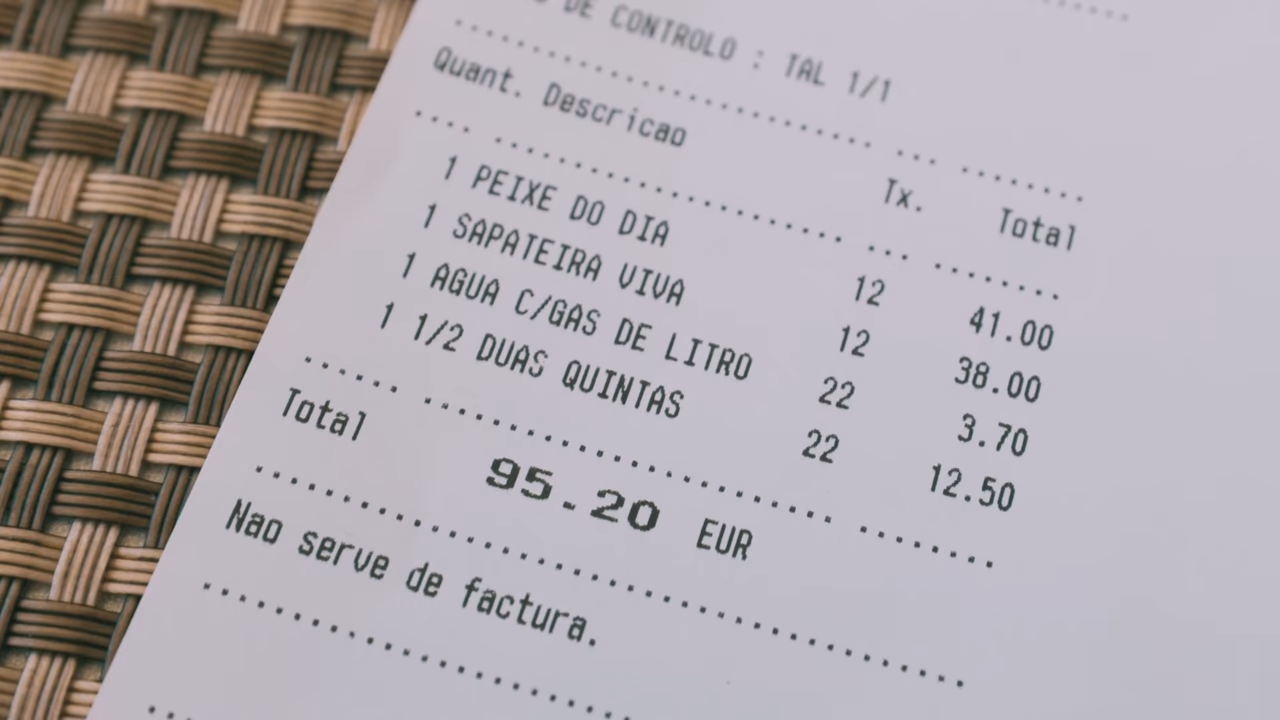 DE CONTROLO : TAL 1/1
Quant. Descricao Tx. Total
1 PEIXE DO DIA 12 41.00
1 SAPATEIRA VIVA 12 38.00
1 AGUA C/GAS DE LITRO 22 3.70
1 1/2 DUAS QUINTAS 22 12.50
Total 95.20 EUR
Nao serve de factura.